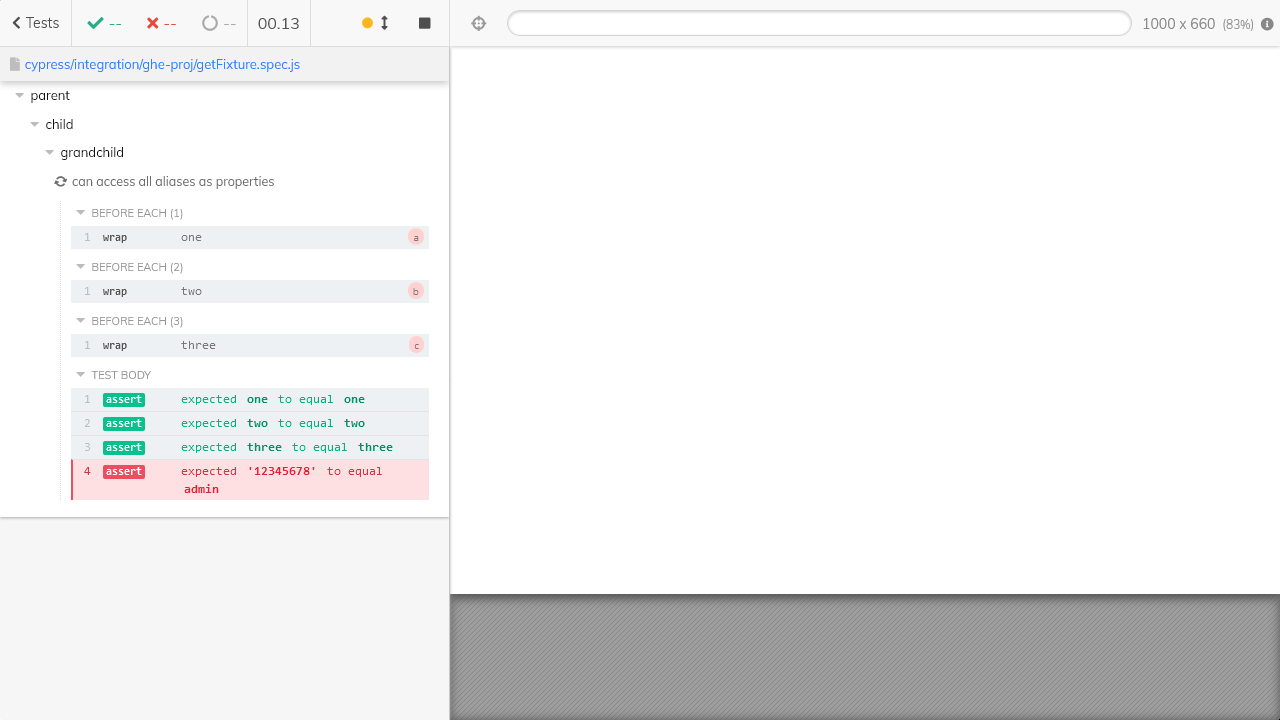 Tests -- -- -- 00.13 1000 x 660 (83%)
cypress/integration/ghe-proj/getFixture.spec.js
parent
child
grandchild
can access all aliases as properties
BEFORE EACH (1)
1 wrap one a
BEFORE EACH (2)
1 wrap two b
BEFORE EACH (3)
1 wrap three c
TEST BODY
1 assert expected one to equal one
2 assert expected two to equal two
3 assert expected three to equal three
4 assert expected '12345678' to equal
admin